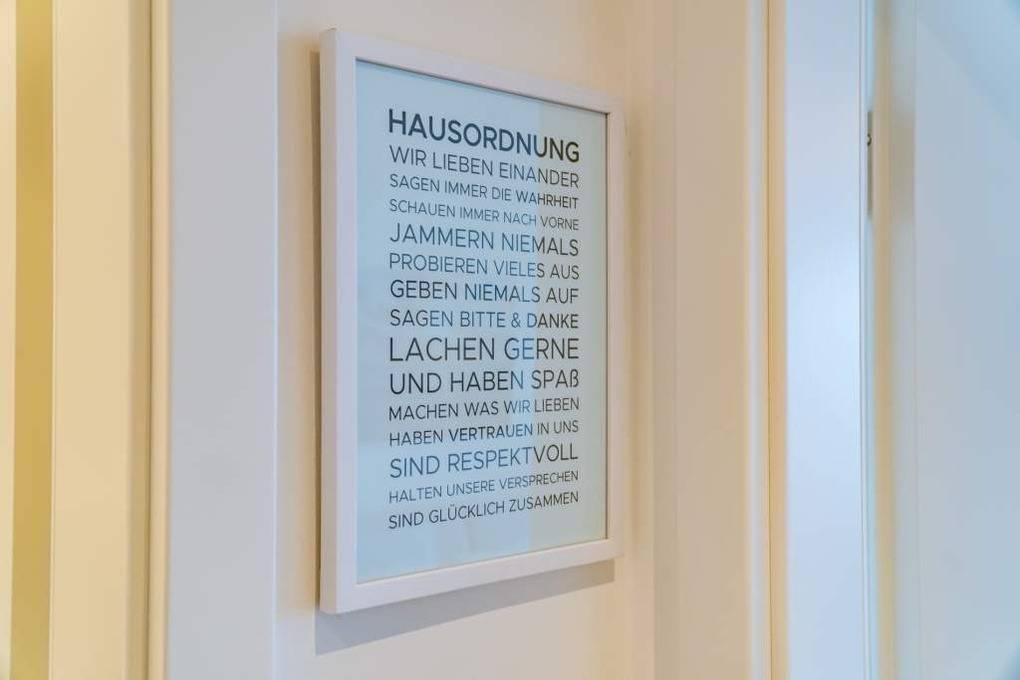 HAUSORDNUNG
WIR LIEBEN EINANDER
SAGEN IMMER DIE WAHRHEIT
SCHAUEN IMMER NACH VORNE
JAMMERN NIEMALS
PROBIEREN VIELES AUS
GEBEN NIEMALS AUF
SAGEN BITTE & DANKE
LACHEN GERNE
UND HABEN SPAß
MACHEN WAS WIR LIEBEN
HABEN VERTRAUEN IN UNS
SIND RESPEKTVOLL
HALTEN UNSERE VERSPRECHEN
SIND GLÜCKLICH ZUSAMMEN